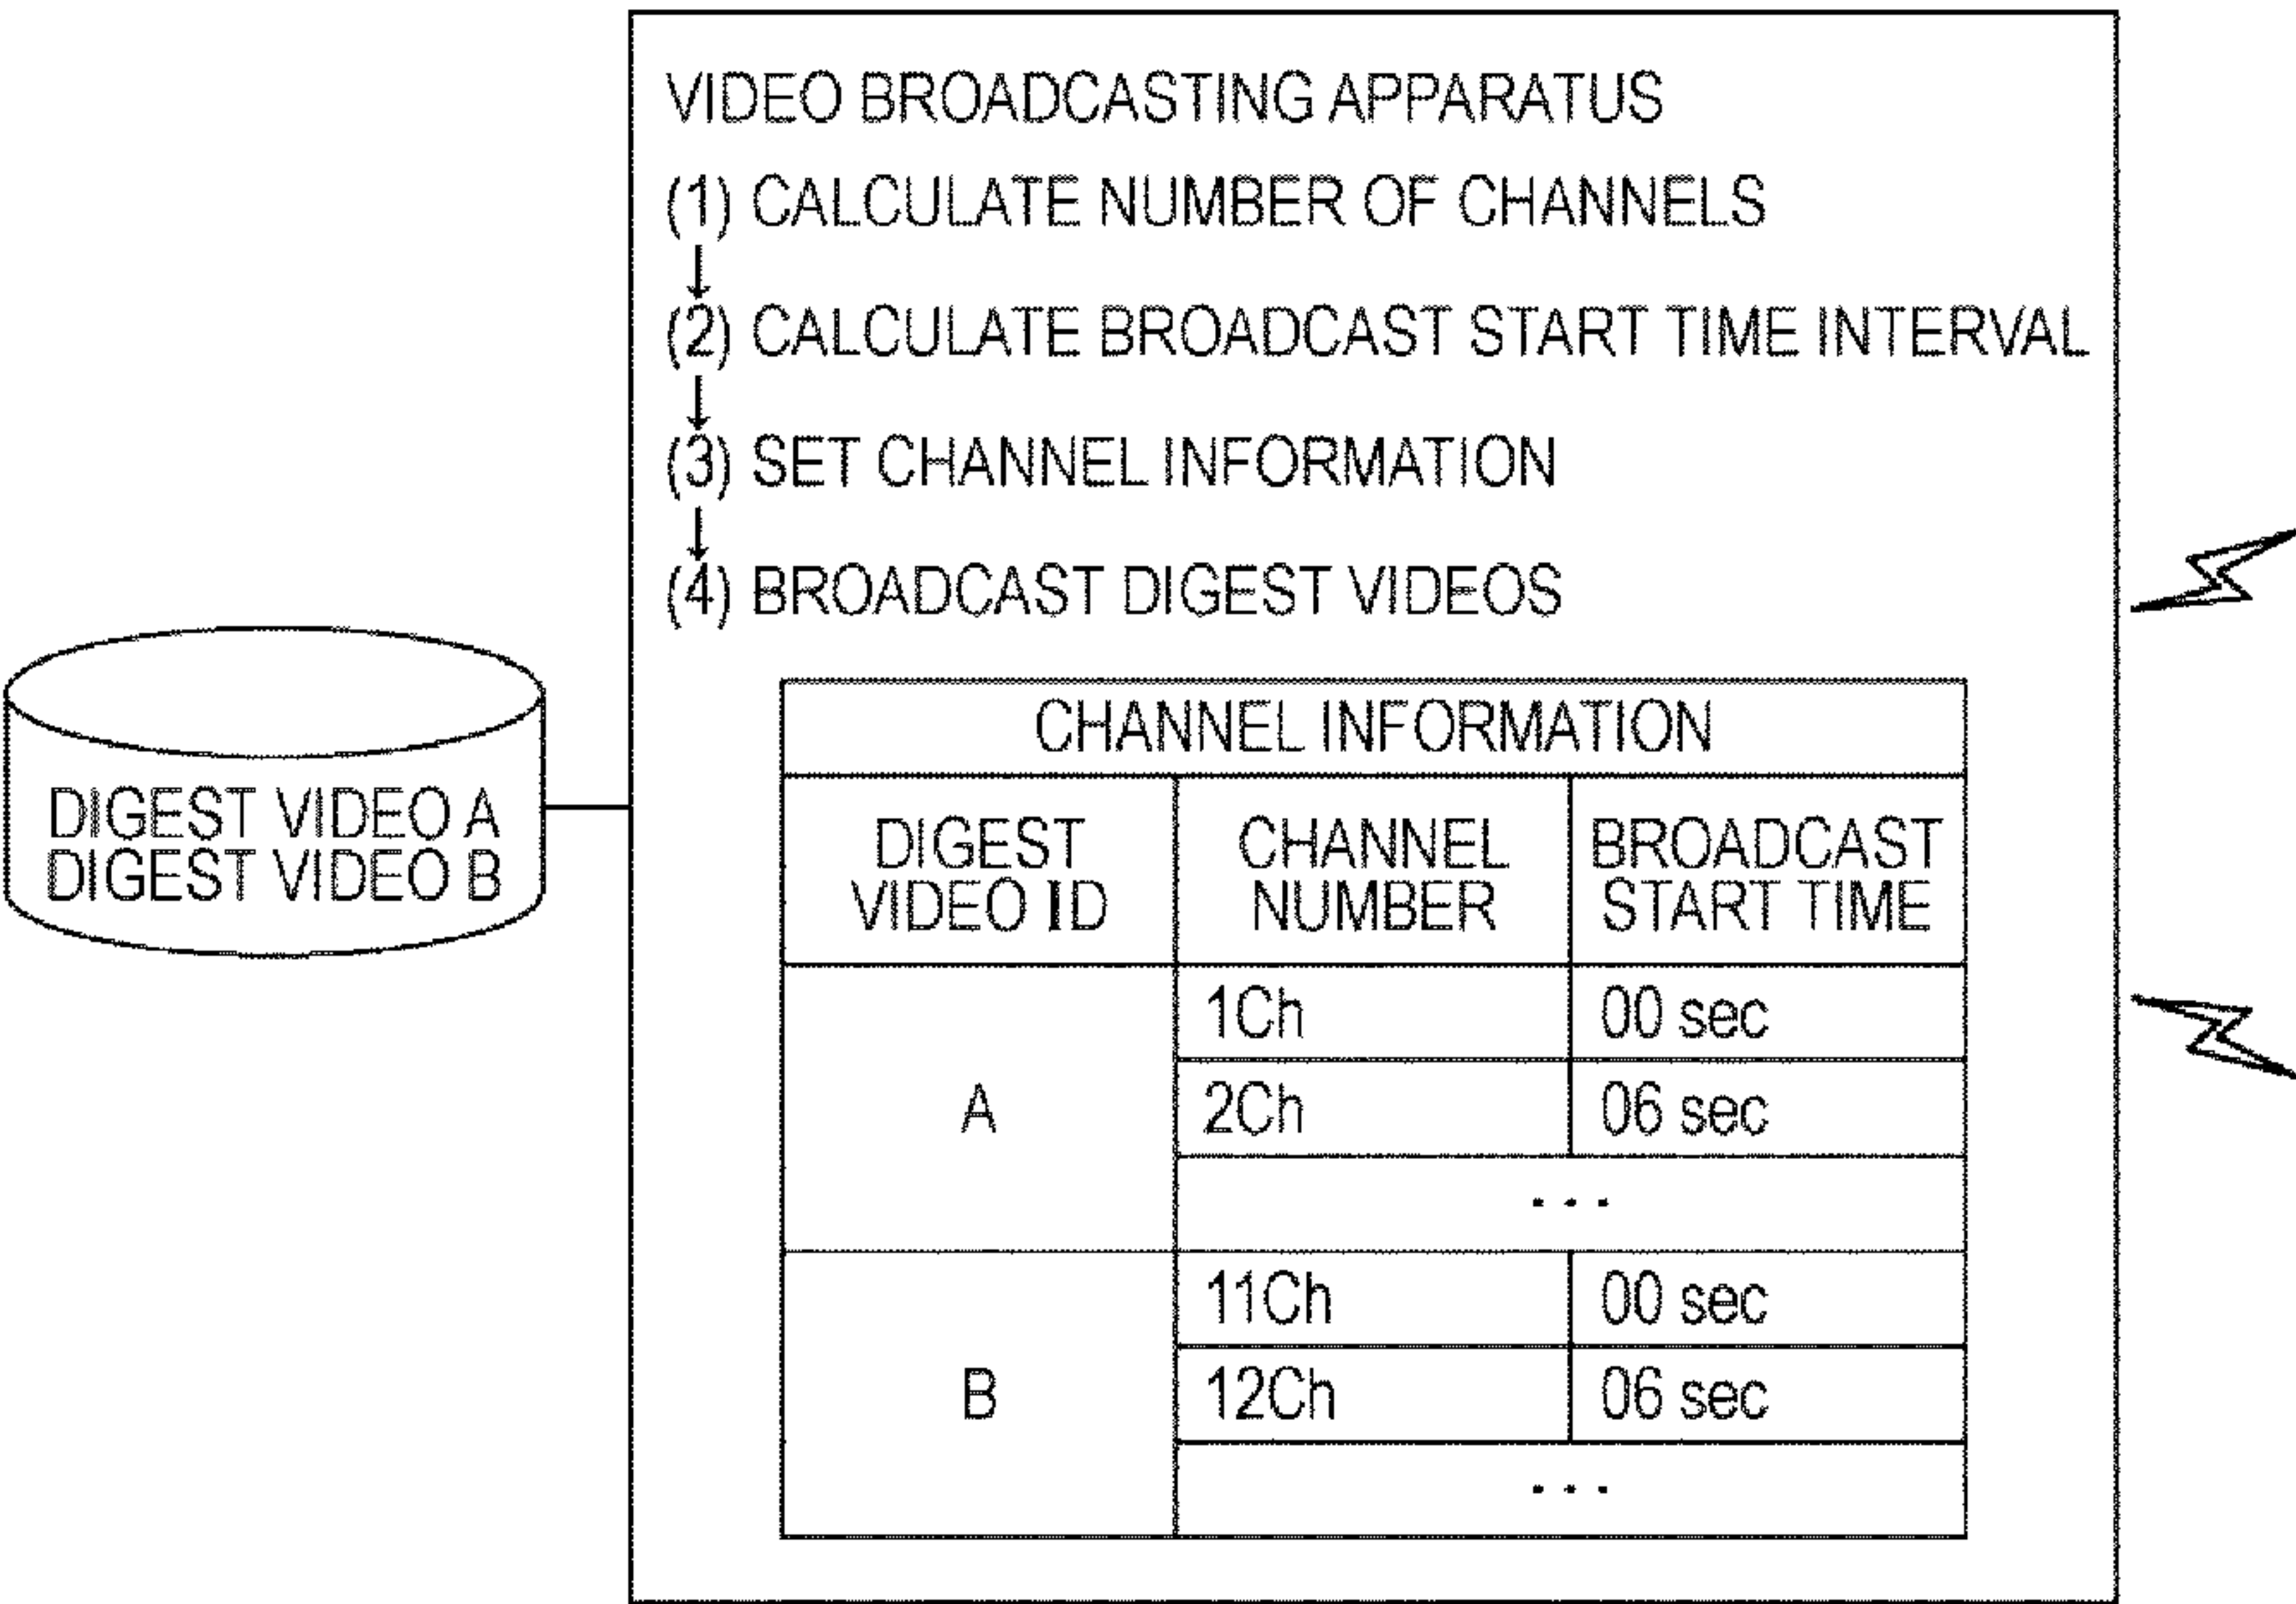 VIDEO BROADCASTING APPARATUS
(1) CALCULATE NUMBER OF CHANNELS
(2) CALCULATE BROADCAST START TIME INTERVAL
(3) SET CHANNEL INFORMATION
(4) BROADCAST DIGEST VIDEOS
DIGEST VIDEO A
DIGEST VIDEO B
CHANNEL INFORMATION
DIGEST VIDEO ID
CHANNEL NUMBER
BROADCAST START TIME
A
1Ch 00 sec
2Ch 06 sec
...
B
11Ch 00 sec
12Ch 06 sec
...